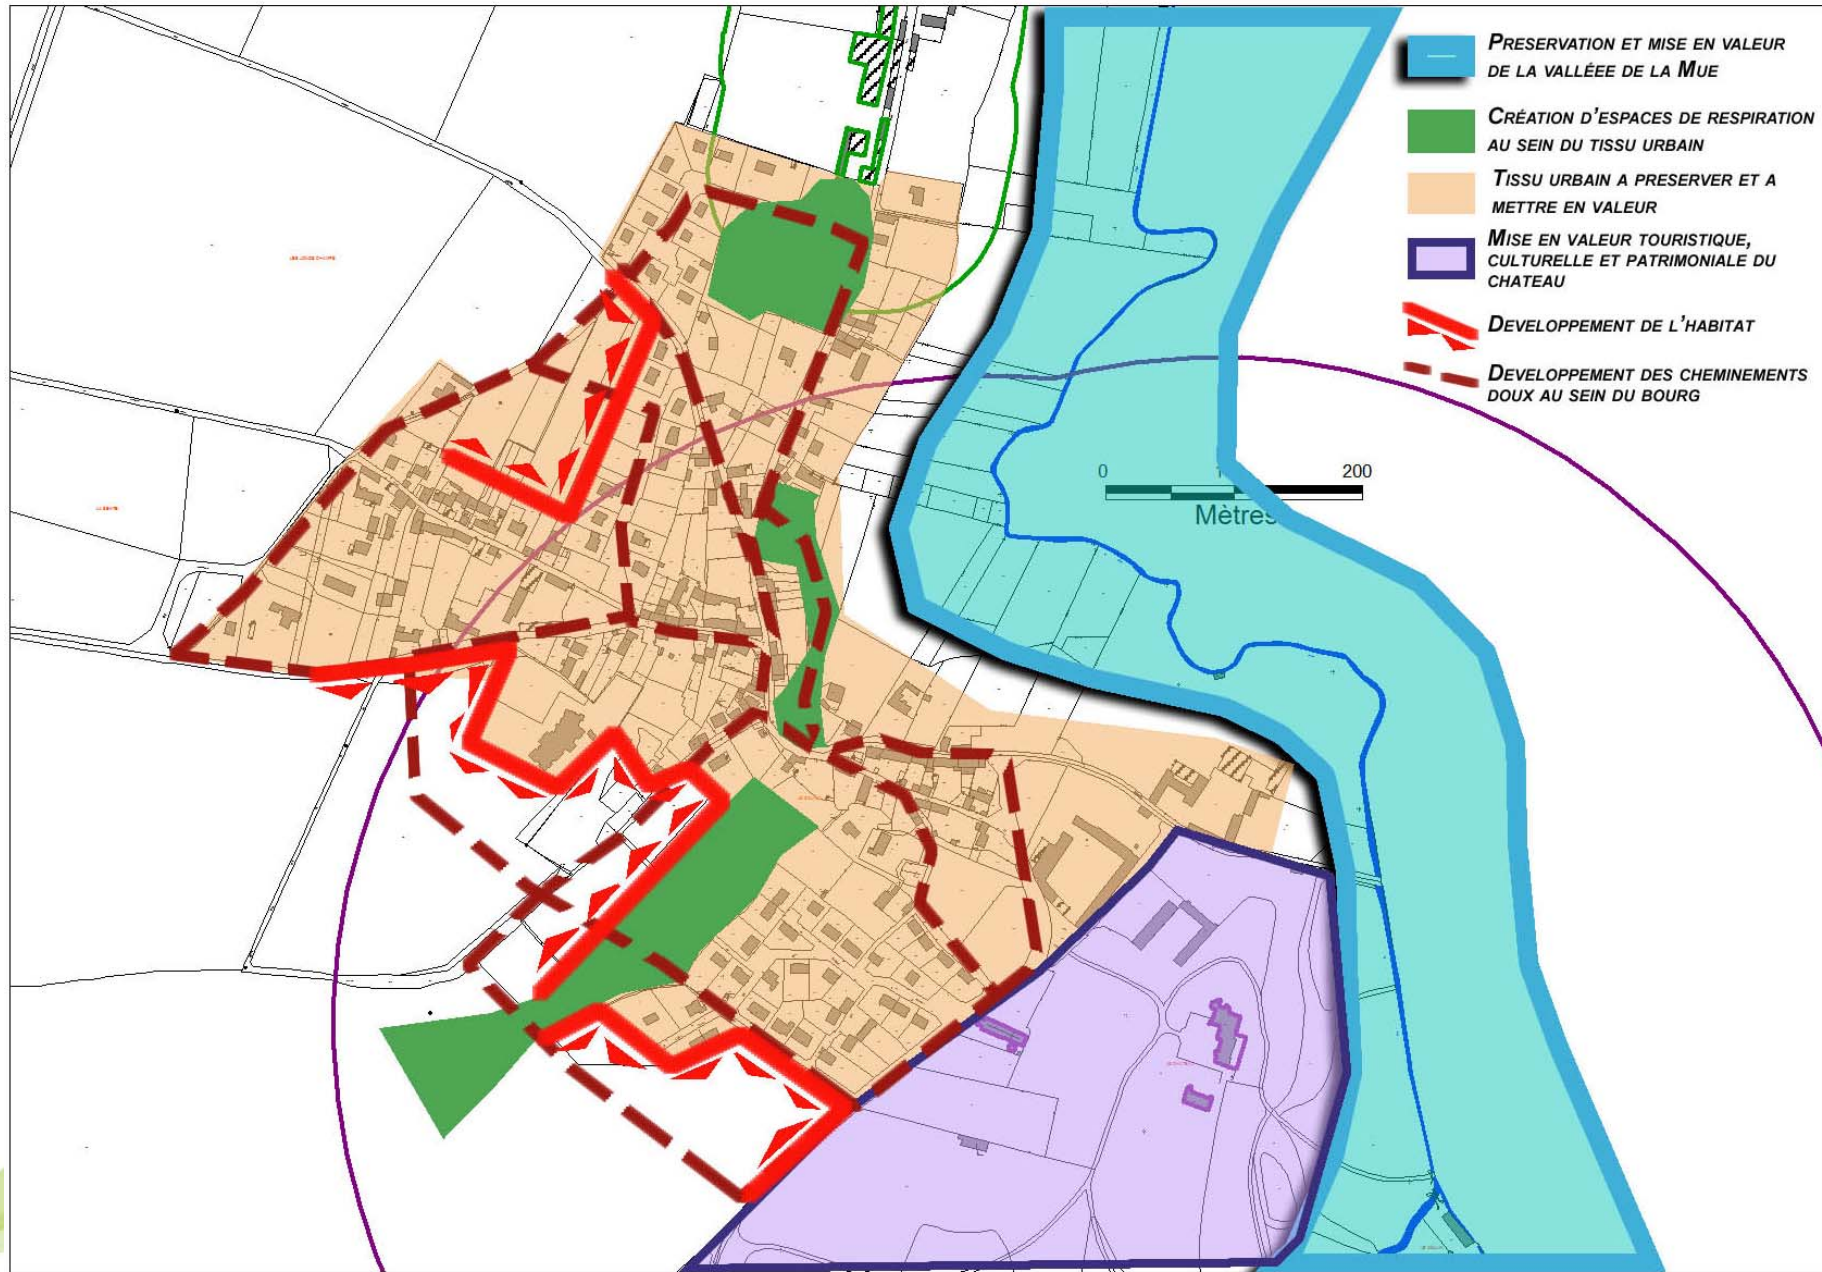 PRESERVATION ET MISE EN VALEUR
DE LA VALLÉEE DE LA MUE
CRÉATION D'ESPACES DE RESPIRATION
AU SEIN DU TISSU URBAIN
TISSU URBAIN A PRESERVER ET A
METTRE EN VALEUR
MISE EN VALEUR TOURISTIQUE,
CULTURELLE ET PATRIMONIALE DU
CHATEAU
DEVELOPPEMENT DE L'HABITAT
DEVELOPPEMENT DES CHEMINEMENTS
DOUX AU SEIN DU BOURG
0 200
Mètres